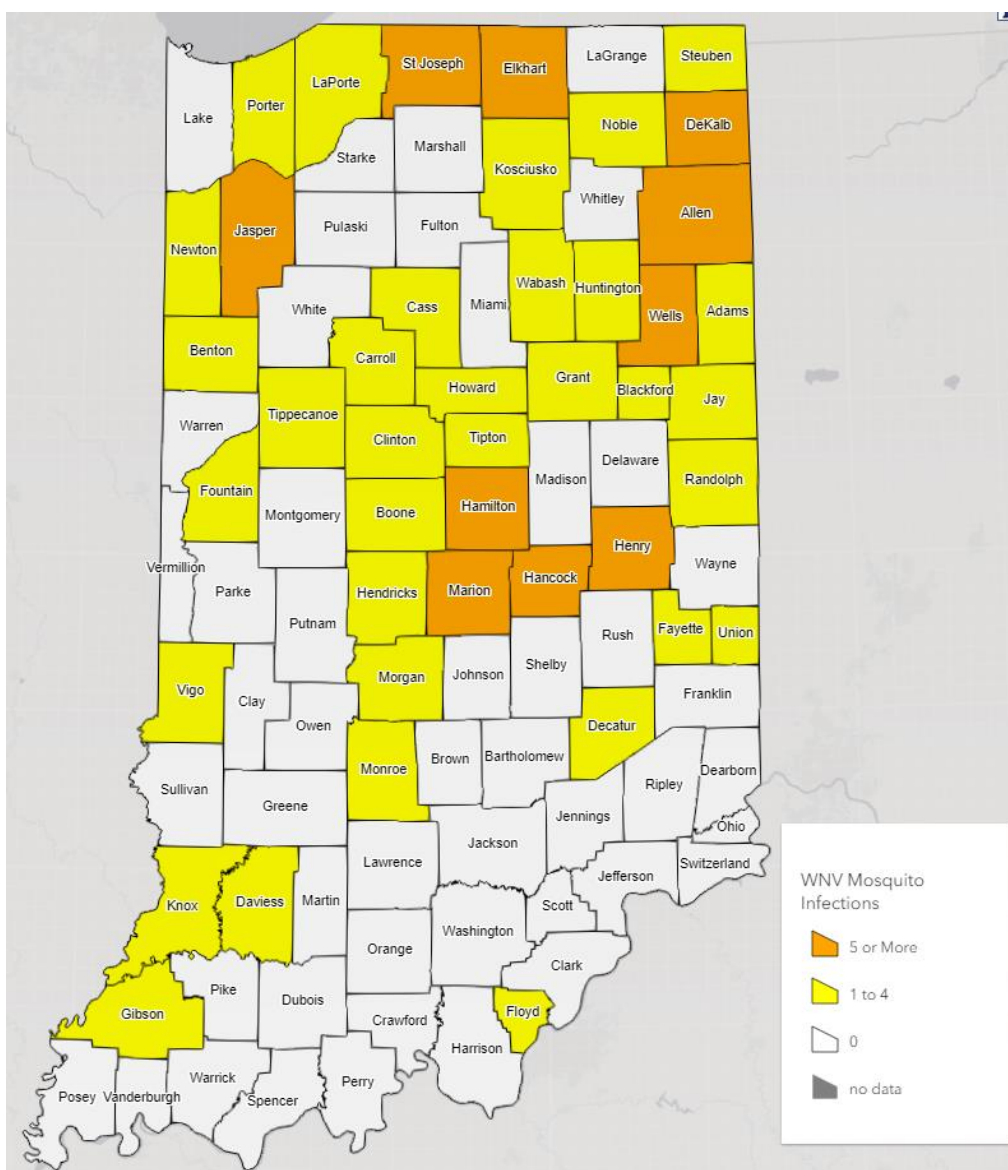 LaGrange
Steuben
St Joseph
Elkhart
LaPorte
Porter
Lake
Noble
DeKalb
Starke
Marshall
Kosciusko
Whitley
Allen
Newton
Jasper
Pulaski
Fulton
Wabash
Huntington
Miami
White
Cass
Wells
Adams
Benton
Carroll
Grant
Blackford
Howard
Jay
Warren
Tippecanoe
Clinton
Tipton
Madison
Delaware
Randolph
Fountain
Montgomery
Boone
Hamilton
Henry
Vermillion
Parke
Hendricks
Marion
Hancock
Wayne
Putnam
Rush
Fayette
Union
Vigo
Clay
Morgan
Johnson
Shelby
Franklin
Owen
Decatur
Monroe
Brown
Bartholomew
Ripley
Dearborn
Sullivan
Greene
Jennings
Ohio
Lawrence
Jackson
Jefferson
Switzerland
Knox
Daviess
Martin
Scott
Washington
Orange
Clark
Pike
Dubois
Gibson
Floyd
Crawford
Harrison
Posey
Vanderburgh
Warrick
Spencer
Perry
WNV Mosquito
Infections
5 or More
1 to 4
0
no data